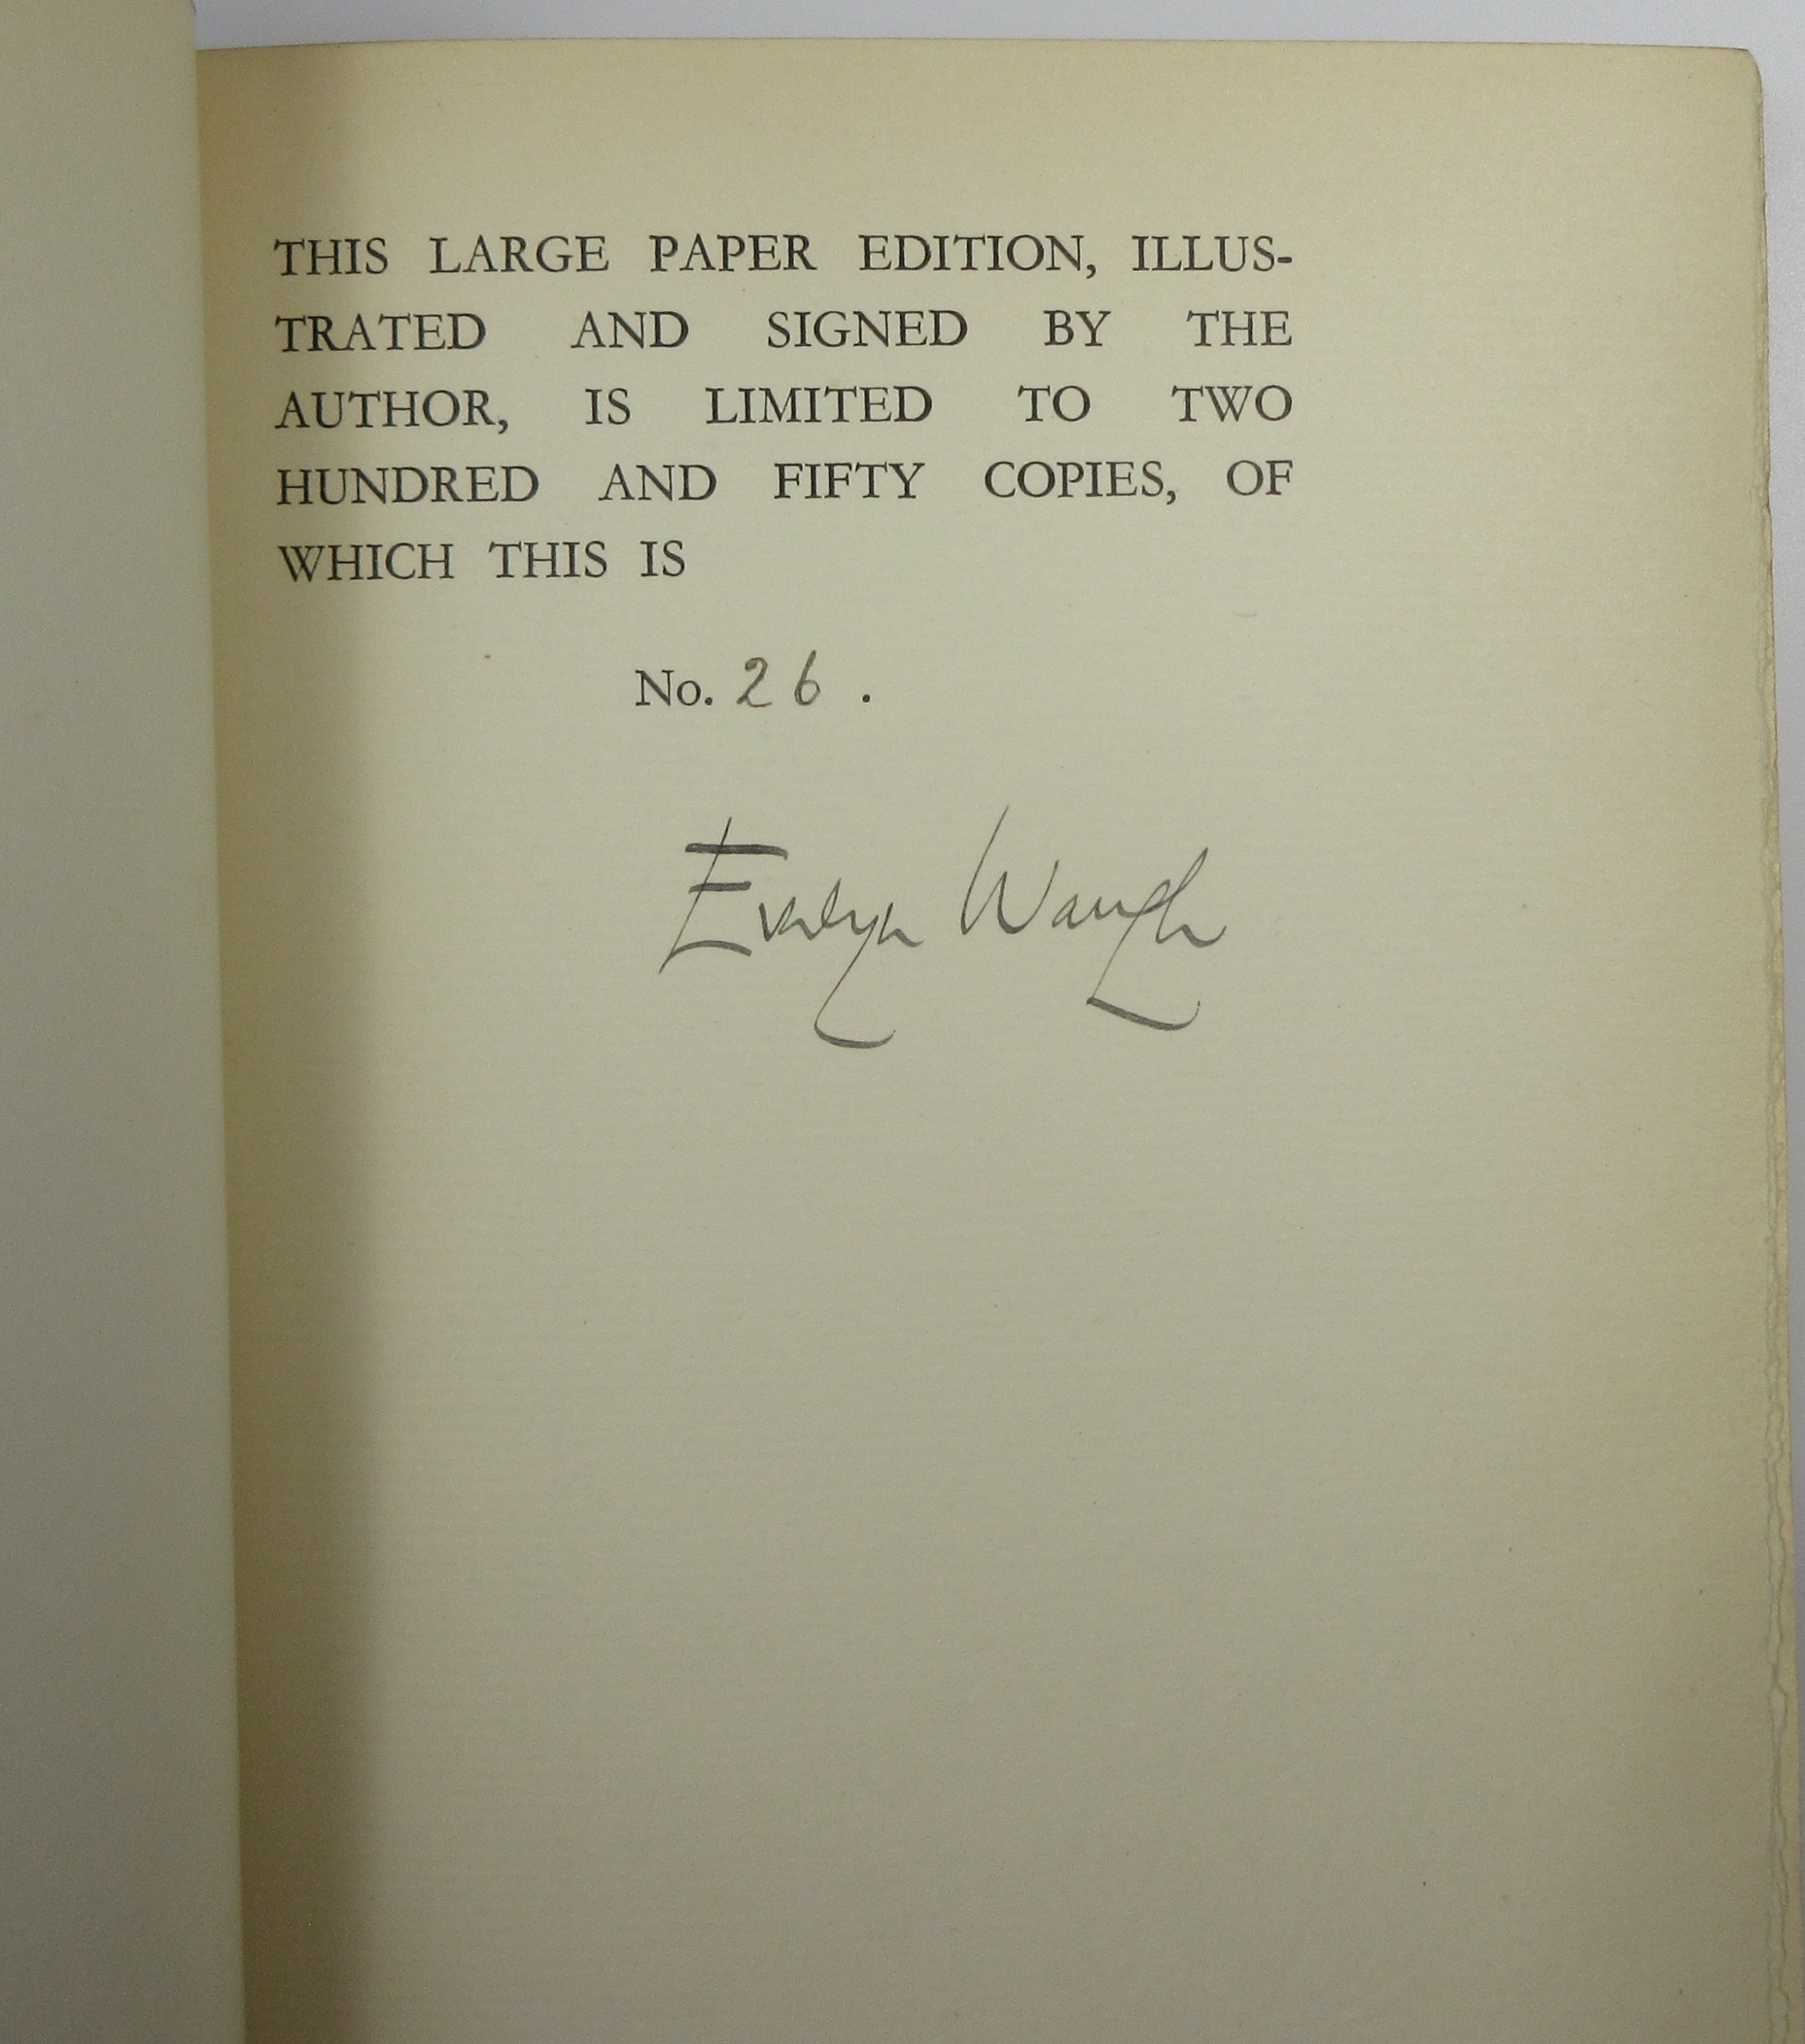 THIS LARGE PAPER EDITION, ILLUS-
TRATED AND SIGNED BY THE
AUTHOR, IS LIMITED TO TWO
HUNDRED AND FIFTY COPIES, OF
WHICH THIS IS
No. 26 .
Evelyn Waugh